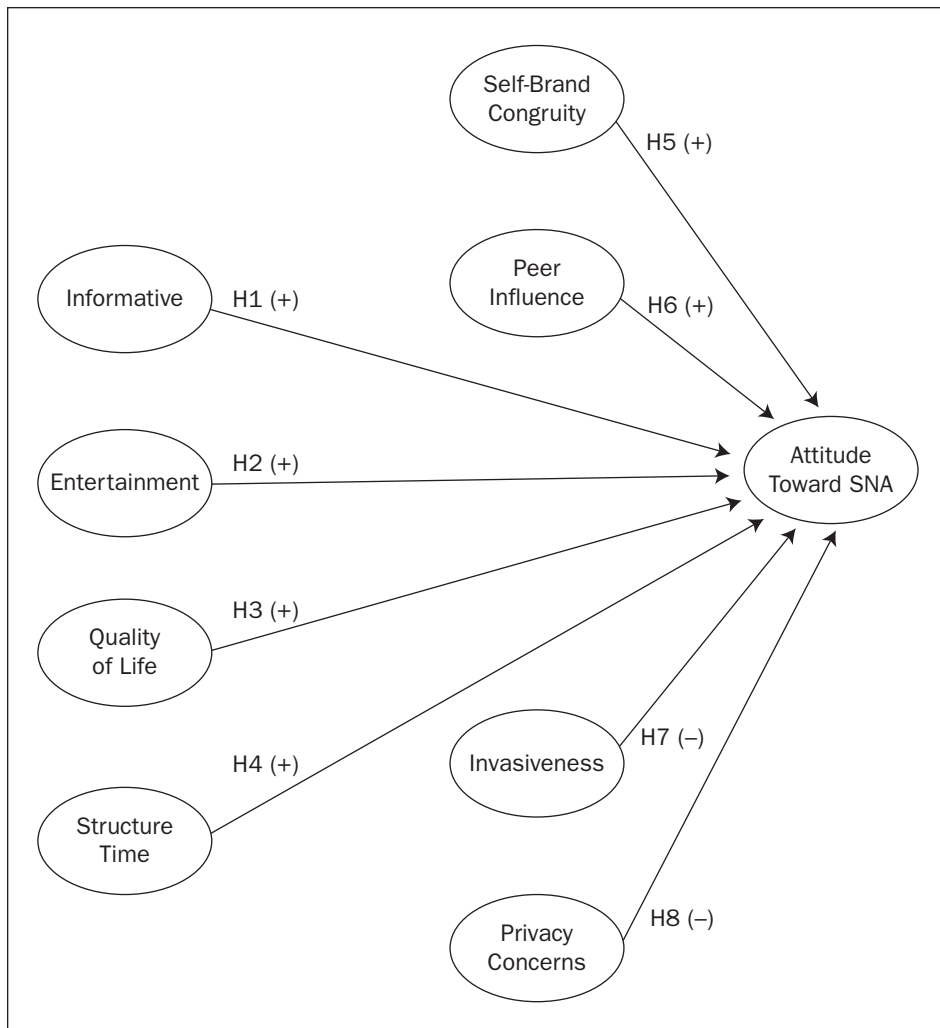 Self-Brand
Congruity
H5 (+)
Peer
Influence
H6 (+)
Informative
H1 (+)
Entertainment
H2 (+)
Attitude
Toward SNA
Quality
of Life
H3 (+)
Structure
Time
H4 (+)
Invasiveness
H7 (–)
Privacy
Concerns
H8 (–)